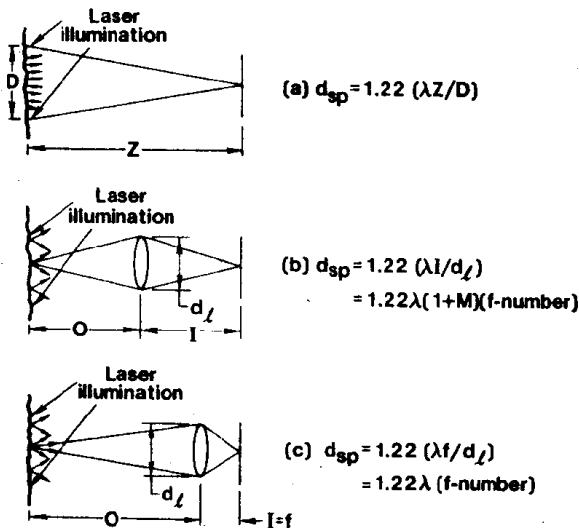 Laser
illumination
D
Z
(a) d_sp = 1.22 (λZ/D)
Laser
illumination
d_ℓ
O
I
(b) d_sp = 1.22 (λI/d_ℓ)
= 1.22λ(1+M)(f-number)
Laser
illumination
d_ℓ
O
I=f
(c) d_sp = 1.22 (λf/d_ℓ)
= 1.22λ (f-number)